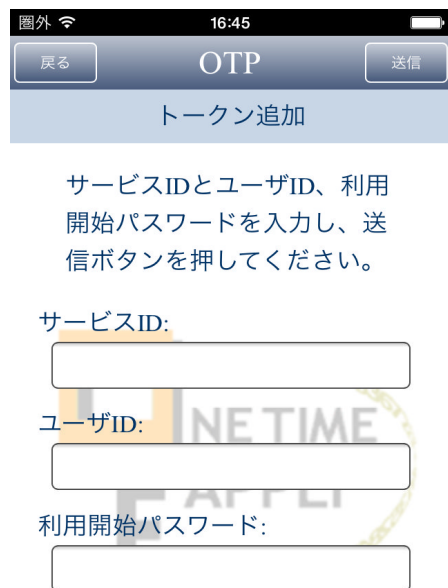 圏外 16:45
戻る OTP 送信
トークン追加
サービスIDとユーザID、利用
開始パスワードを入力し、送
信ボタンを押してください。
サービスID:
ユーザID:
NE TIME
APPLI
利用開始パスワード: